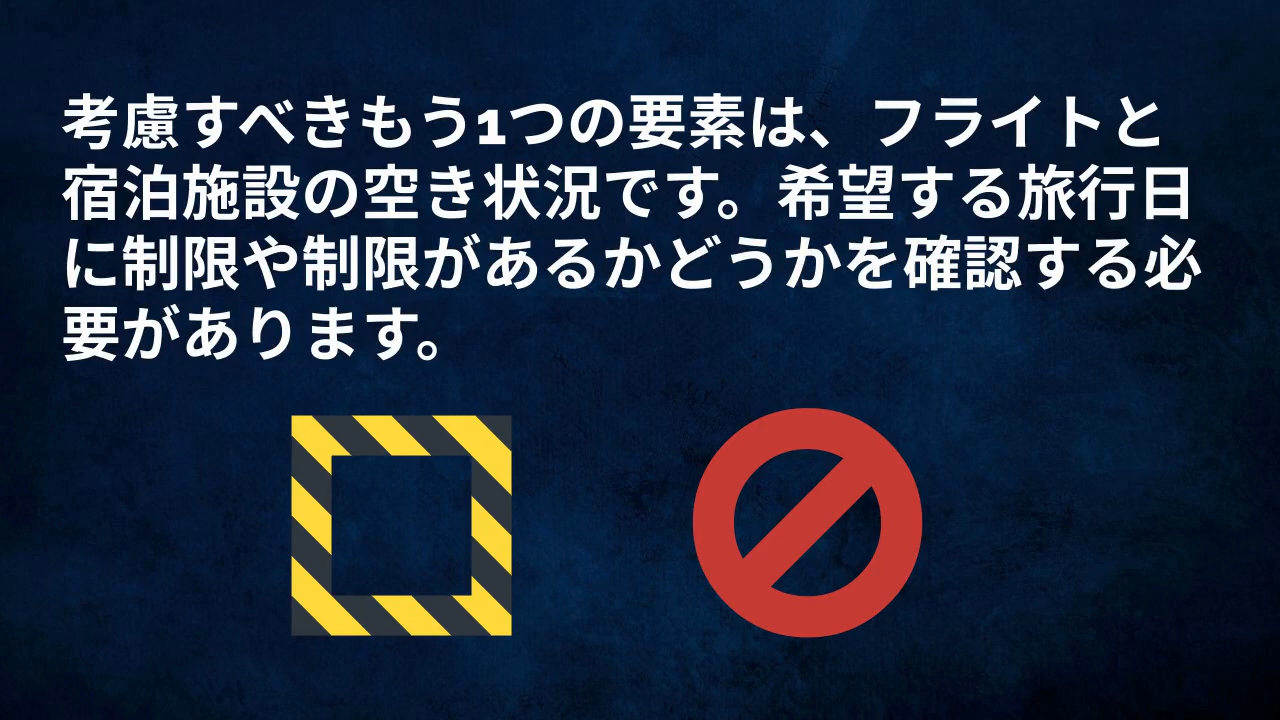 考慮すべきもう1つの要素は、フライトと
宿泊施設の空き状況です。希望する旅行日
に制限や制限があるかどうかを確認する必
要があります。